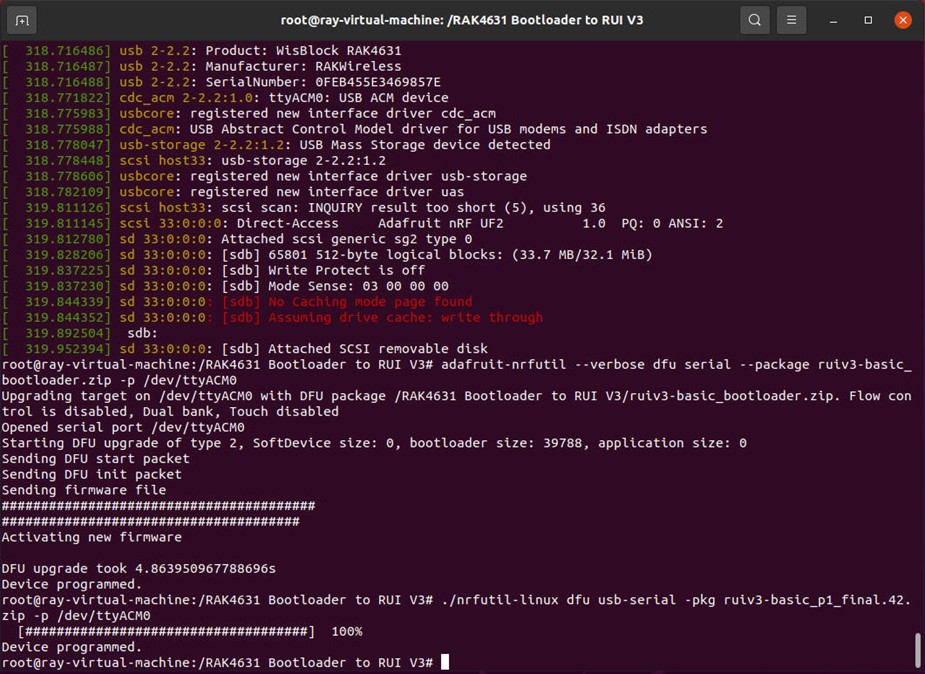 root@ray-virtual-machine: /RAK4631 Bootloader to RUI V3
[  318.716486] usb 2-2.2: Product: WisBlock RAK4631
[  318.716487] usb 2-2.2: Manufacturer: RAKWireless
[  318.716488] usb 2-2.2: SerialNumber: 0FEB455E3469857E
[  318.771822] cdc_acm 2-2.2:1.0: ttyACM0: USB ACM device
[  318.775983] usbcore: registered new interface driver cdc_acm
[  318.775988] cdc_acm: USB Abstract Control Model driver for USB modems and ISDN adapters
[  318.778047] usb-storage 2-2.2:1.2: USB Mass Storage device detected
[  318.778448] scsi host33: usb-storage 2-2.2:1.2
[  318.778606] usbcore: registered new interface driver usb-storage
[  318.782109] usbcore: registered new interface driver uas
[  319.811126] scsi host33: scsi scan: INQUIRY result too short (5), using 36
[  319.811145] scsi 33:0:0:0: Direct-Access     Adafruit nRF UF2          1.0  PQ: 0 ANSI: 2
[  319.812780] sd 33:0:0:0: Attached scsi generic sg2 type 0
[  319.828206] sd 33:0:0:0: [sdb] 65801 512-byte logical blocks: (33.7 MB/32.1 MiB)
[  319.837225] sd 33:0:0:0: [sdb] Write Protect is off
[  319.837230] sd 33:0:0:0: [sdb] Mode Sense: 03 00 00 00
[  319.844339] sd 33:0:0:0: [sdb] No Caching mode page found
[  319.844352] sd 33:0:0:0: [sdb] Assuming drive cache: write through
[  319.892504]  sdb:
[  319.952394] sd 33:0:0:0: [sdb] Attached SCSI removable disk
root@ray-virtual-machine:/RAK4631 Bootloader to RUI V3# adafruit-nrfutil --verbose dfu serial --package ruiv3-basic_
bootloader.zip -p /dev/ttyACM0
Upgrading target on /dev/ttyACM0 with DFU package /RAK4631 Bootloader to RUI V3/ruiv3-basic_bootloader.zip. Flow con
trol is disabled, Dual bank, Touch disabled
Opened serial port /dev/ttyACM0
Starting DFU upgrade of type 2, SoftDevice size: 0, bootloader size: 39788, application size: 0
Sending DFU start packet
Sending DFU init packet
Sending firmware file
########################################
######################################
Activating new firmware
DFU upgrade took 4.863950967788696s
Device programmed.
root@ray-virtual-machine:/RAK4631 Bootloader to RUI V3# ./nrfutil-linux dfu usb-serial -pkg ruiv3-basic_p1_final.42.
zip -p /dev/ttyACM0
  [####################################]  100%
Device programmed.
root@ray-virtual-machine:/RAK4631 Bootloader to RUI V3#